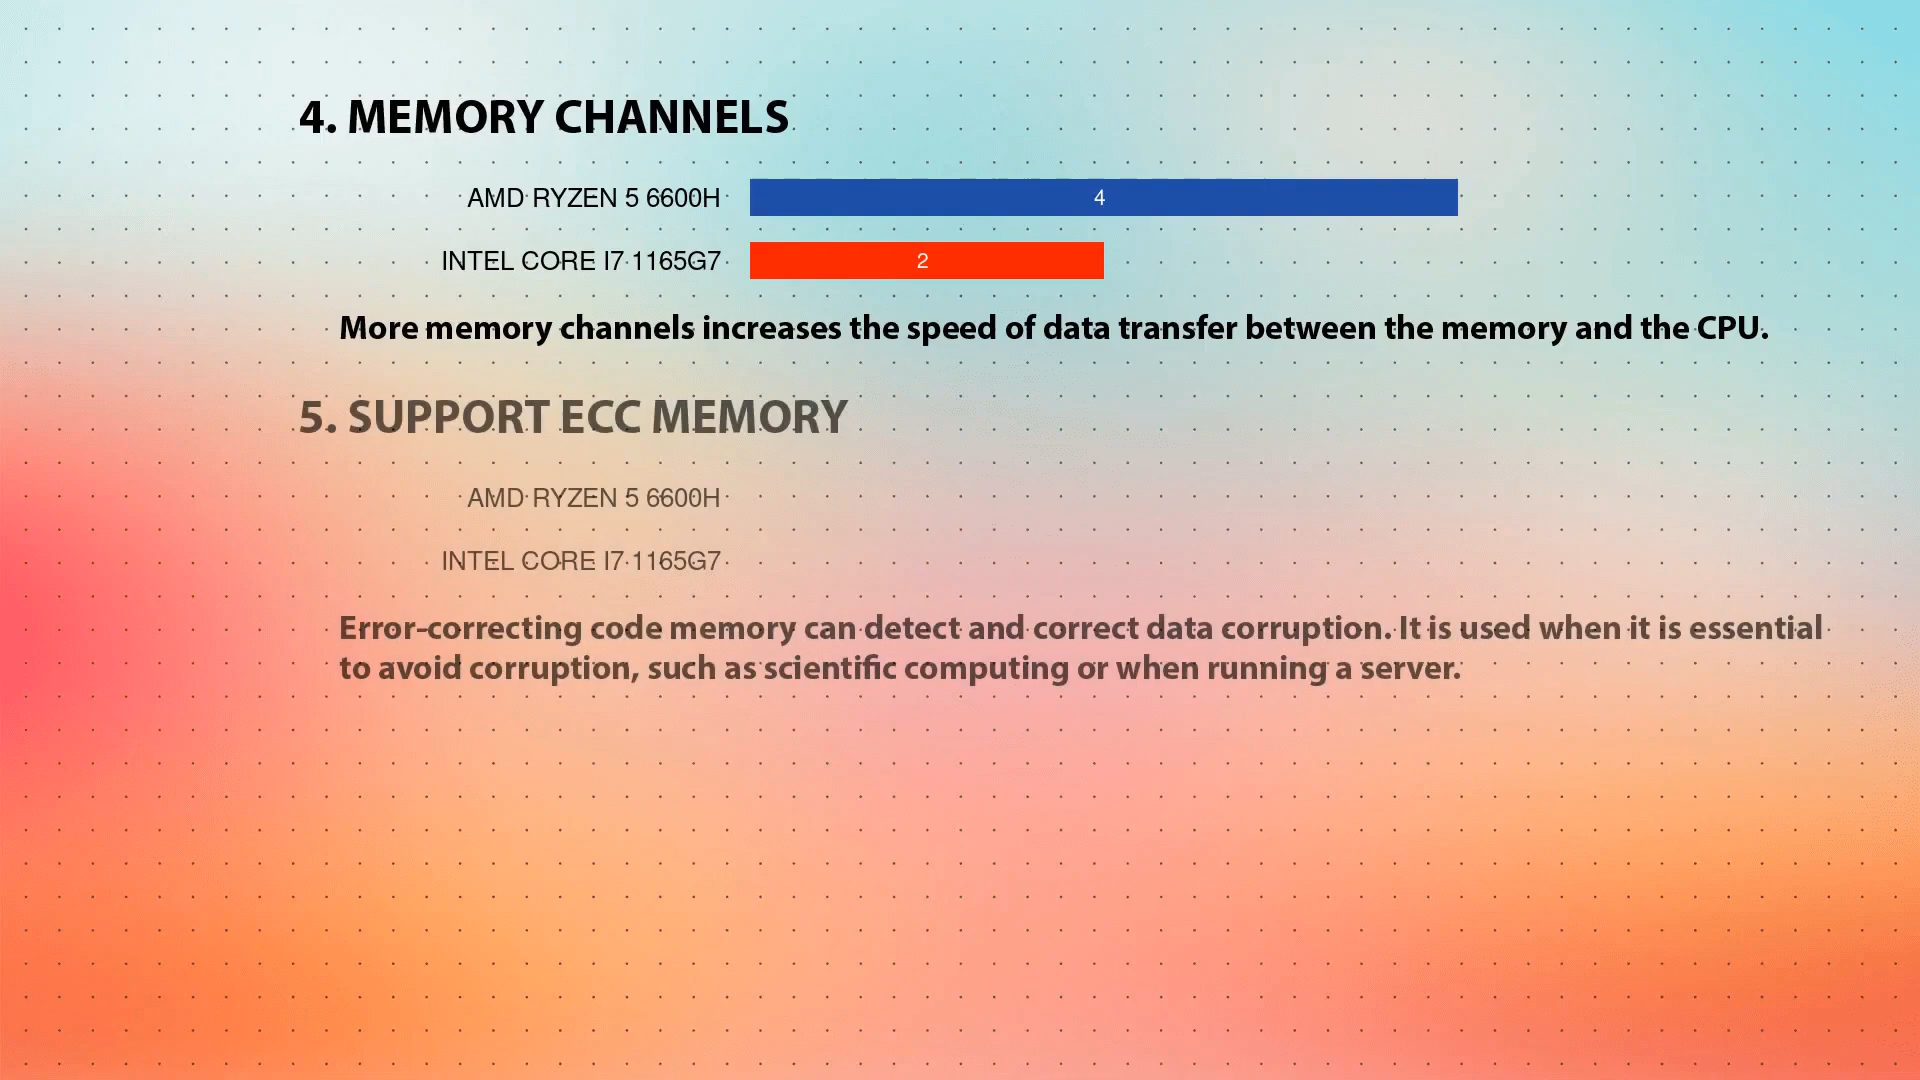 4. MEMORY CHANNELS
AMD RYZEN 5 6600H
4
INTEL CORE I7 1165G7
2
More memory channels increases the speed of data transfer between the memory and the CPU.
5. SUPPORT ECC MEMORY
AMD RYZEN 5 6600H
INTEL CORE I7 1165G7
Error-correcting code memory can detect and correct data corruption. It is used when it is essential
to avoid corruption, such as scientific computing or when running a server.